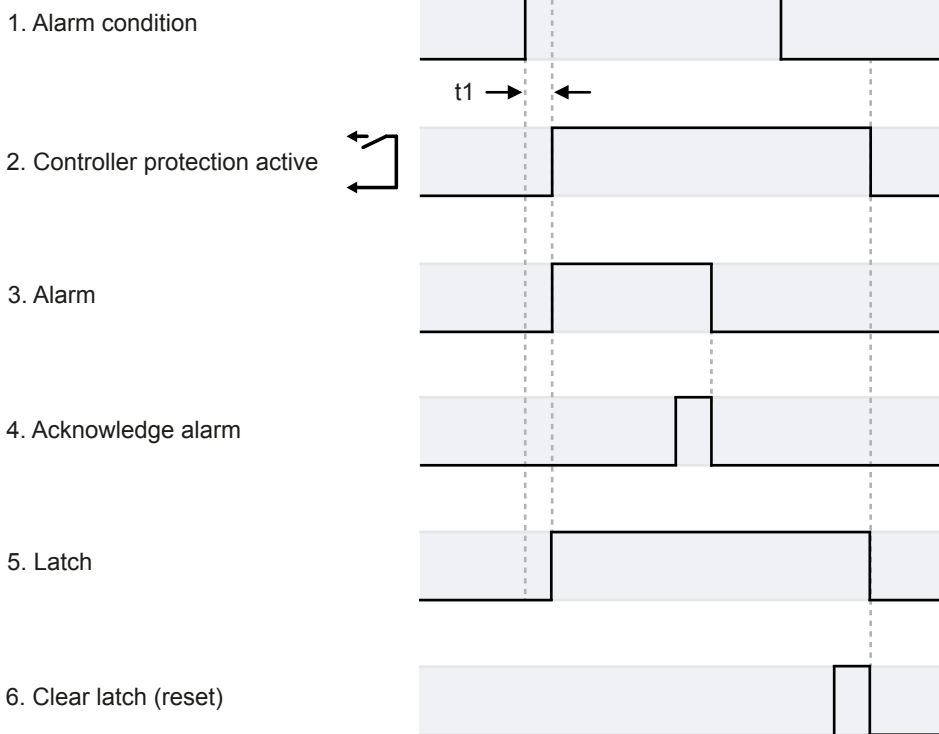 1. Alarm condition
t1
2. Controller protection active
3. Alarm
4. Acknowledge alarm
5. Latch
6. Clear latch (reset)